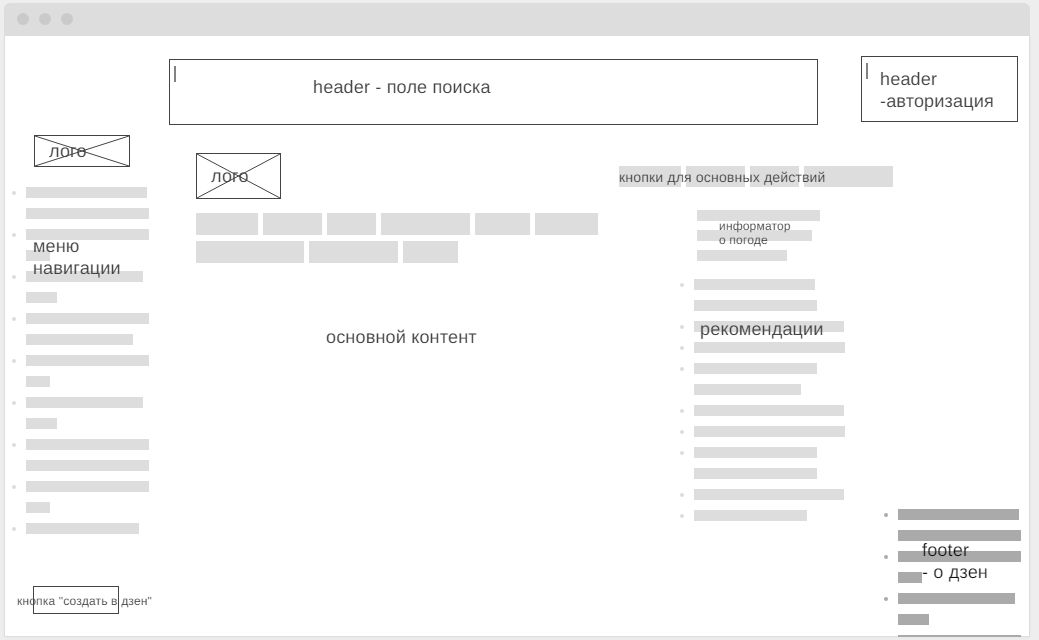 header - поле поиска
header
-авторизация
лого
лого
кнопки для основных действий
информатор
о погоде
меню
навигации
рекомендации
основной контент
footer
- о дзен
кнопка "создать в дзен"